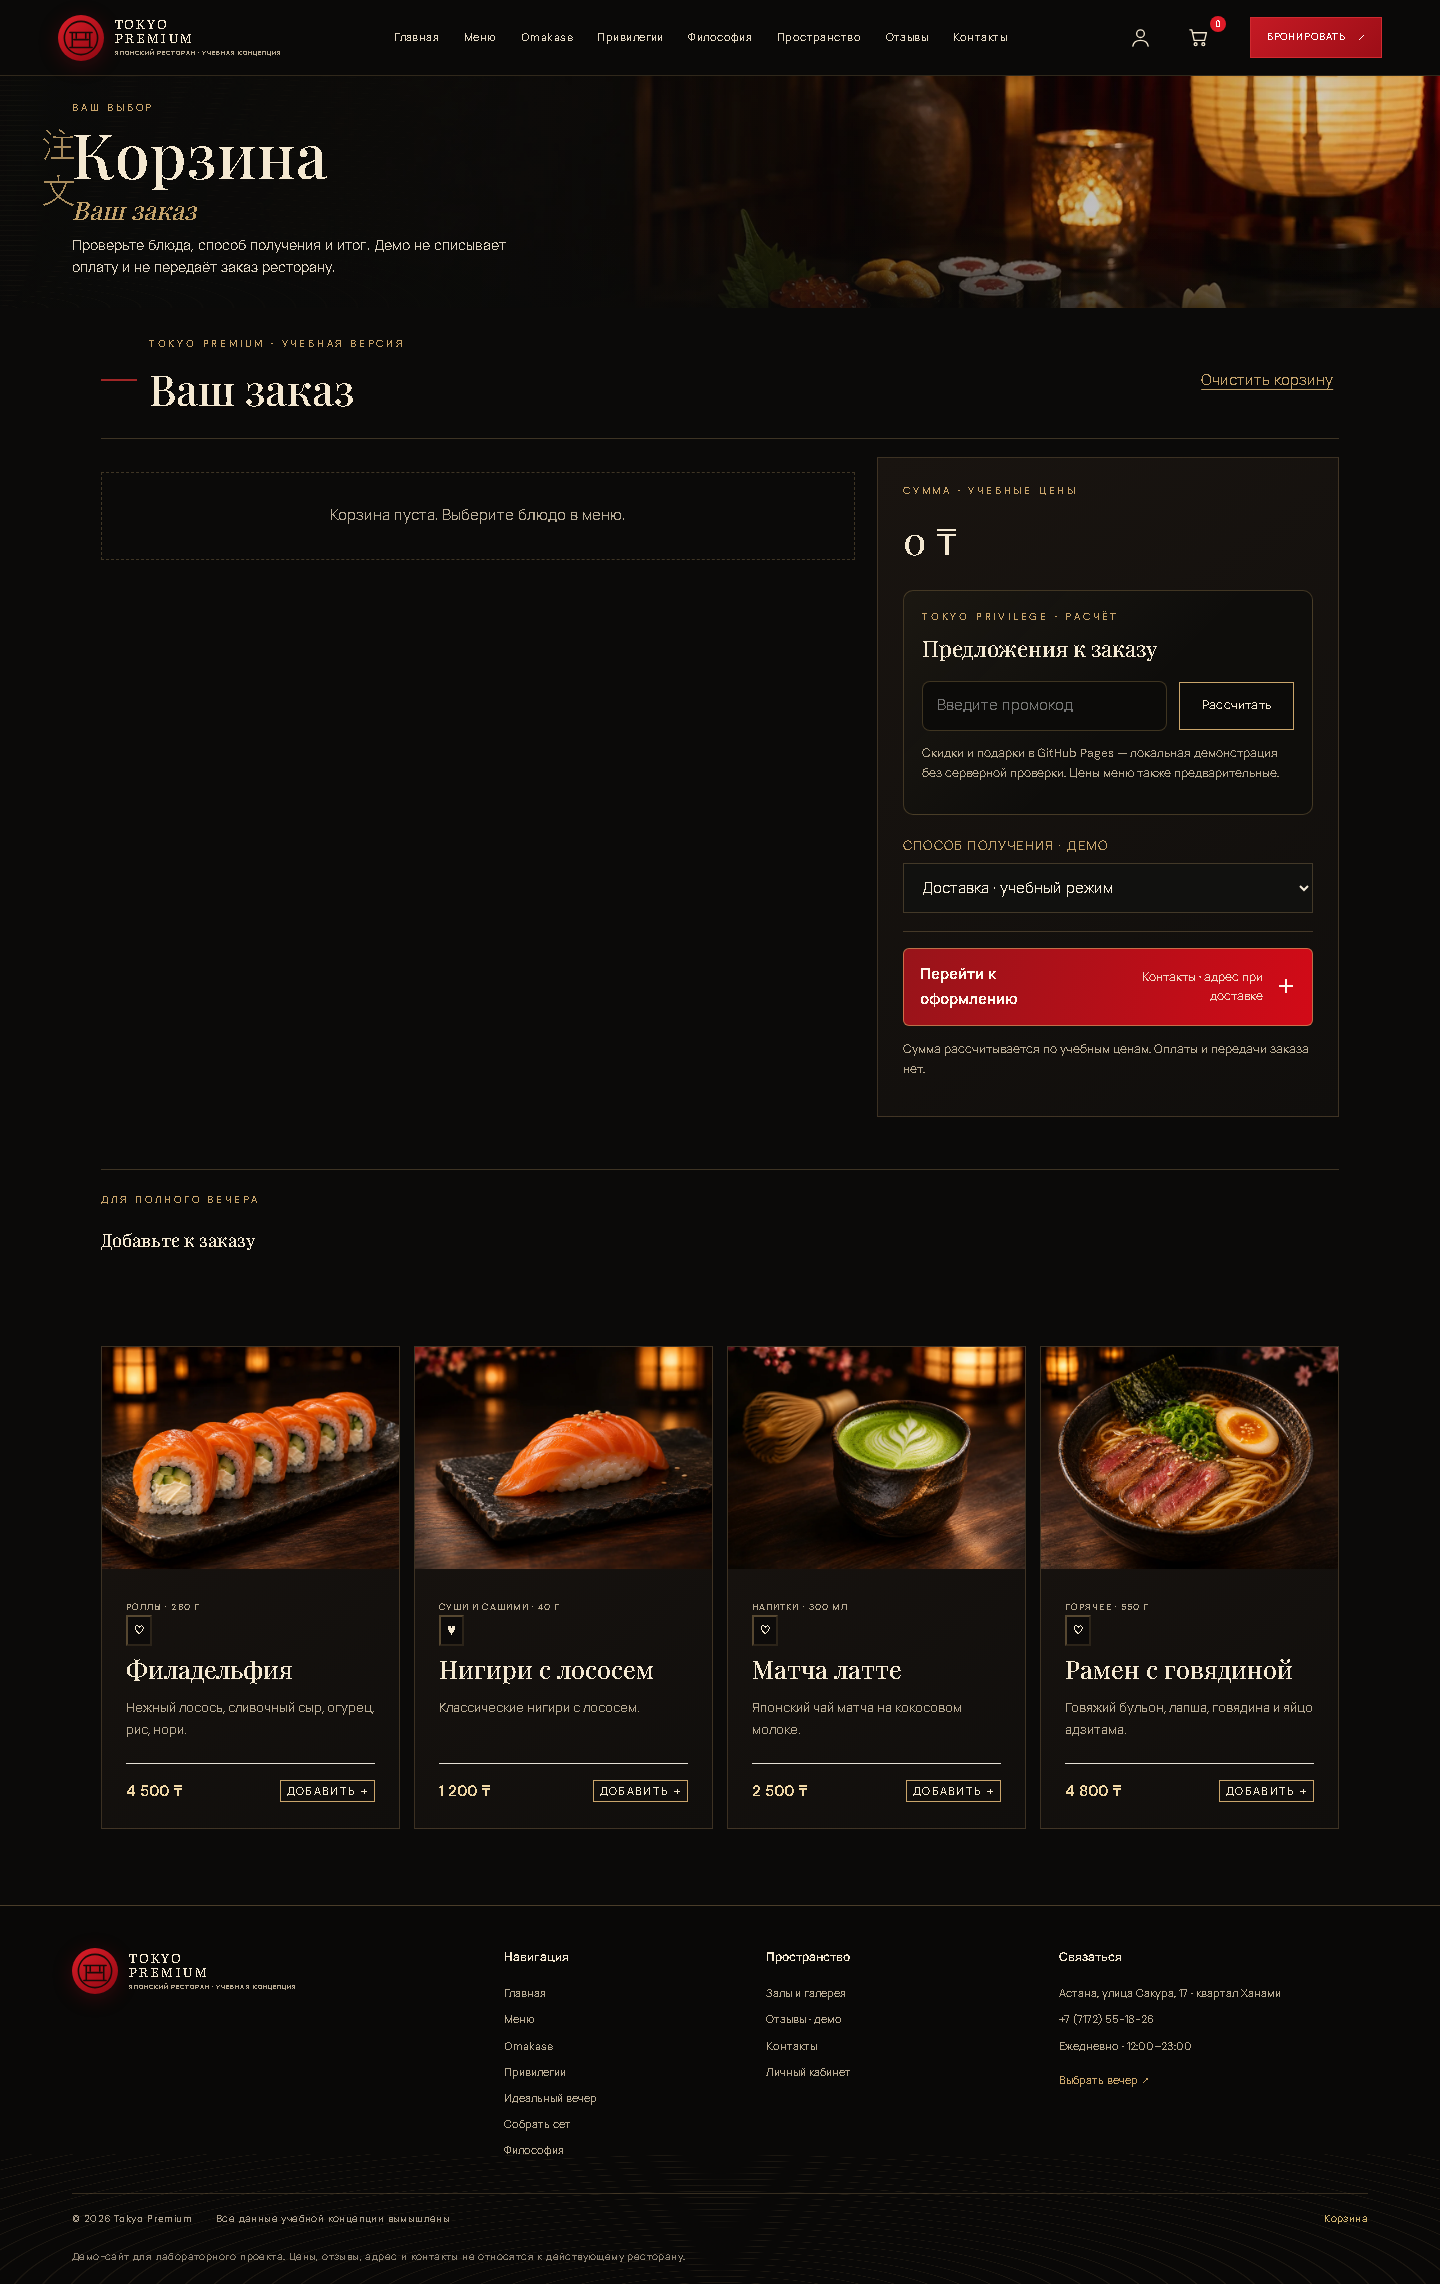 TOKYO
PREMIUM
ЯПОНСКИЙ РЕСТОРАН · УЧЕБНАЯ КОНЦЕПЦИЯ
Главная
Меню
Omakase
Привилегии
Философия
Пространство
Отзывы
Контакты
0
БРОНИРОВАТЬ ↗
ВАШ ВЫБОР
注文
Корзина
Ваш заказ
Проверьте блюда, способ получения и итог. Демо не списывает
оплату и не передаёт заказ ресторану.
TOKYO PREMIUM · УЧЕБНАЯ ВЕРСИЯ
Ваш заказ
Очистить корзину
Корзина пуста. Выберите блюдо в меню.
СУММА · УЧЕБНЫЕ ЦЕНЫ
0 ₸
TOKYO PRIVILEGE · РАСЧЁТ
Предложения к заказу
Введите промокод
Рассчитать
Скидки и подарки в GitHub Pages — локальная демонстрация
без серверной проверки. Цены меню также предварительные.
СПОСОБ ПОЛУЧЕНИЯ · ДЕМО
Доставка · учебный режим
Перейти к
оформлению
Контакты · адрес при
доставке
+
Сумма рассчитывается по учебным ценам. Оплаты и передачи заказа
нет.
ДЛЯ ПОЛНОГО ВЕЧЕРА
Добавьте к заказу
РОЛЛЫ · 280 Г
♡
Филадельфия
Нежный лосось, сливочный сыр, огурец,
рис, нори.
4 500 ₸
ДОБАВИТЬ +
СУШИ И САШИМИ · 40 Г
♥
Нигири с лососем
Классические нигири с лососем.
1 200 ₸
ДОБАВИТЬ +
НАПИТКИ · 300 МЛ
♡
Матча латте
Японский чай матча на кокосовом
молоке.
2 500 ₸
ДОБАВИТЬ +
ГОРЯЧЕЕ · 550 Г
♡
Рамен с говядиной
Говяжий бульон, лапша, говядина и яйцо
адзитама.
4 800 ₸
ДОБАВИТЬ +
TOKYO
PREMIUM
ЯПОНСКИЙ РЕСТОРАН · УЧЕБНАЯ КОНЦЕПЦИЯ
Навигация
Главная
Меню
Omakase
Привилегии
Идеальный вечер
Собрать сет
Философия
Пространство
Залы и галерея
Отзывы · демо
Контакты
Личный кабинет
Связаться
Астана, улица Сакура, 17 · квартал Ханами
+7 (7172) 55-18-26
Ежедневно · 12:00–23:00
Выбрать вечер ↗
© 2026 Tokyo Premium
Все данные учебной концепции вымышлены
Корзина
Демо-сайт для лабораторного проекта. Цены, отзывы, адрес и контакты не относятся к действующему ресторану.